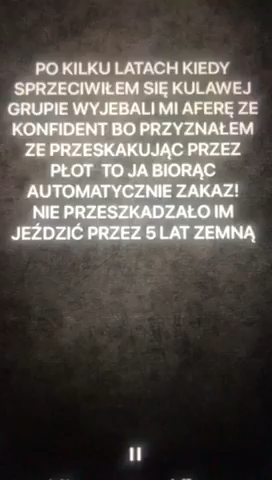 PO KILKU LATACH KIEDY
SPRZECIWIŁEM SIĘ KULAWEJ
GRUPIE WYJEBALI MI AFERĘ ZE
KONFIDENT BO PRZYZNAŁEM
ZE PRZESKAKUJĄC PRZEZ
PŁOT TO JA BIORĄC
AUTOMATYCZNIE ZAKAZ!
NIE PRZESZKADZAŁO IM
JEŹDZIĆ PRZEZ 5 LAT ZEMNĄ